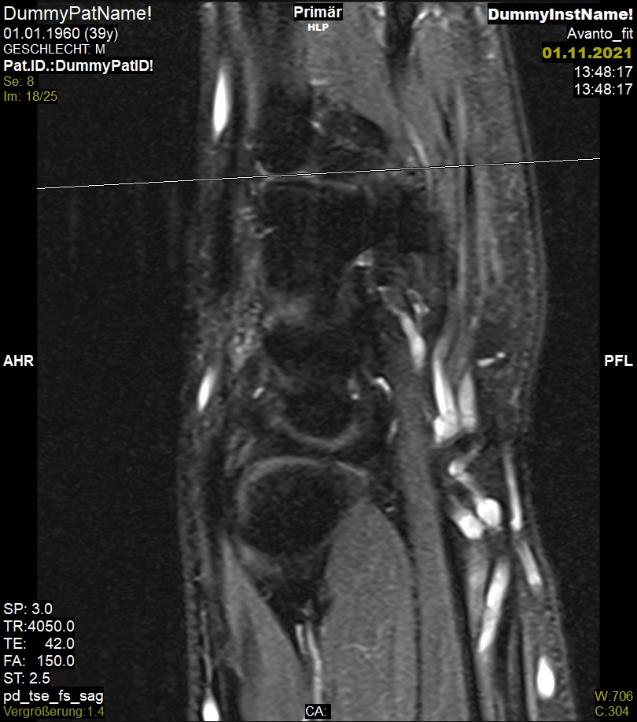 DummyPatName!
01.01.1960 (39y)
GESCHLECHT: M
Pat.ID.:DummyPatID!
Se: 8
Im: 18/25
Primär
HLP
DummyInstName!
Avanto_fit
01.11.2021
13:48:17
13:48:17
AHR
PFL
SP: 3.0
TR:4050.0
TE: 42.0
FA: 150.0
ST: 2.5
pd_tse_fs_sag
Vergrößerung:1.4
CA:
W:706
C:304